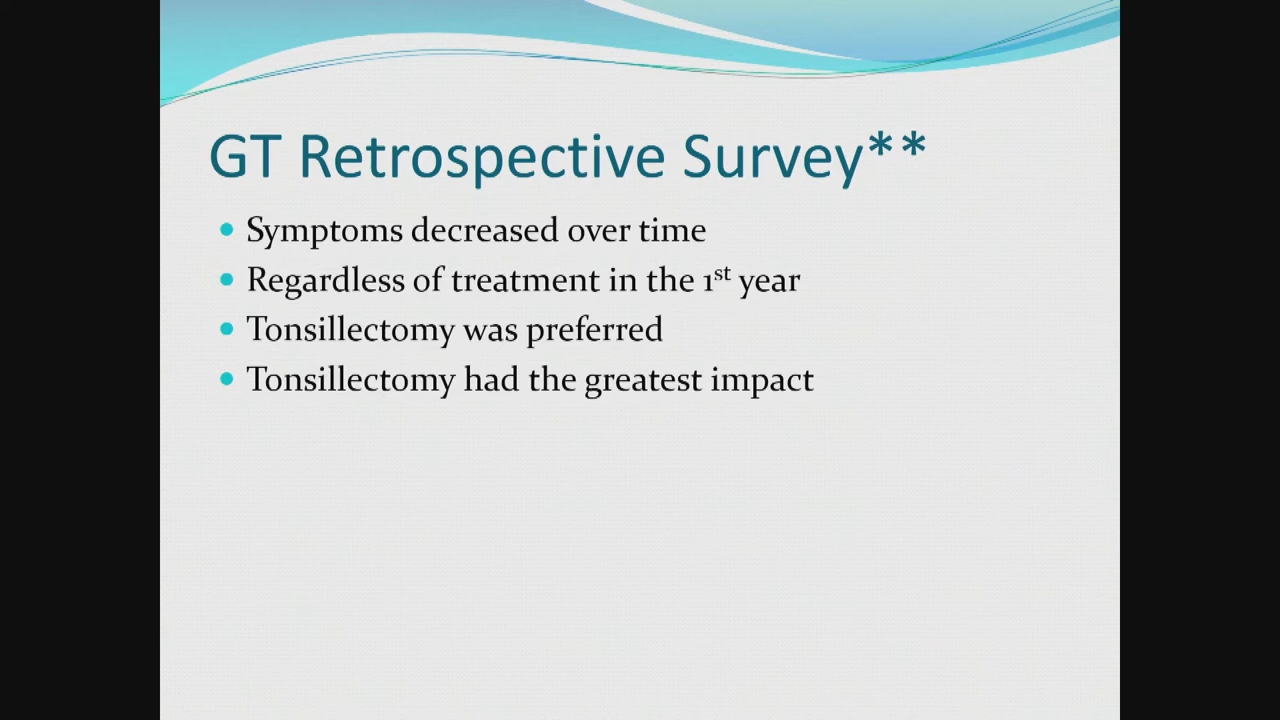 GT Retrospective Survey**
Symptoms decreased over time
Regardless of treatment in the 1st year
Tonsillectomy was preferred
Tonsillectomy had the greatest impact